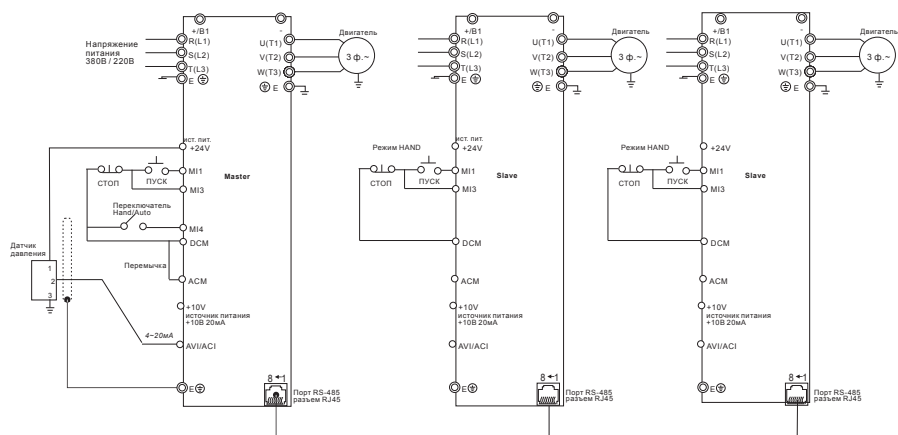 Напряжение
питания
380В / 220В
+/B1
R(L1)
S(L2)
T(L3)
E
-
U(T1)
V(T2)
W(T3)
E
Двигатель
3 ф.~
ист. пит.
+24V
СТОП
ПУСК
MI1
MI3
Master
Переключатель
Hand/Auto
MI4
DCM
Датчик
давления
1
2
3
Перемычка
ACM
+10V
источник питания
+10В 20мА
4~20мА
AVI/ACI
E
8 1
Порт RS-485
разъем RJ45
+/B1
R(L1)
S(L2)
T(L3)
E
-
U(T1)
V(T2)
W(T3)
E
Двигатель
3 ф.~
ист. пит.
+24V
Режим HAND
СТОП
ПУСК
MI1
MI3
Slave
DCM
ACM
+10V
источник питания
+10В 20мА
AVI/ACI
E
8 1
Порт RS-485
разъем RJ45
+/B1
R(L1)
S(L2)
T(L3)
E
-
U(T1)
V(T2)
W(T3)
E
Двигатель
3 ф.~
+24V
Режим HAND
СТОП
ПУСК
MI1
MI3
Slave
DCM
ACM
+10V
источник питания
+10В 20мА
AVI/ACI
E
8 1
Порт RS-485
разъем RJ45